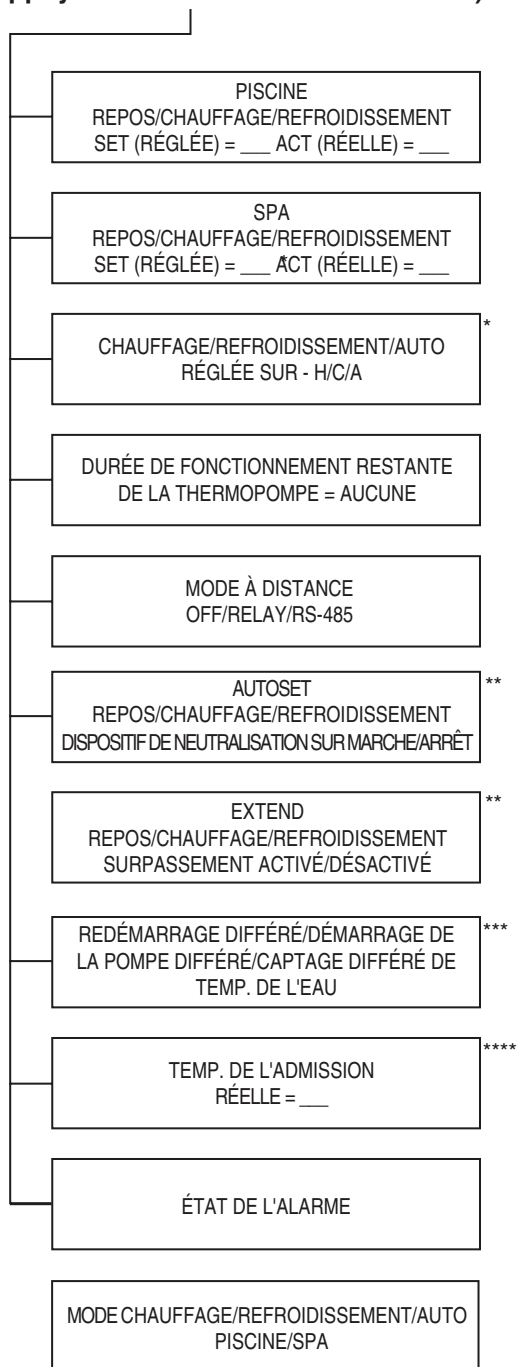 PISCINE
REPOS/CHAUFFAGE/REFROIDISSEMENT
SET (RÉGLÉE) = ___ ACT (RÉELLE) = ___
SPA
REPOS/CHAUFFAGE/REFROIDISSEMENT
SET (RÉGLÉE) = ___ *ACT (RÉELLE) = ___
*
CHAUFFAGE/REFROIDISSEMENT/AUTO
RÉGLÉE SUR - H/C/A
DURÉE DE FONCTIONNEMENT RESTANTE
DE LA THERMOPOMPE = AUCUNE
MODE À DISTANCE
OFF/RELAY/RS-485
AUTOSET **
REPOS/CHAUFFAGE/REFROIDISSEMENT
DISPOSITIF DE NEUTRALISATION SUR MARCHE/ARRÊT
EXTEND **
REPOS/CHAUFFAGE/REFROIDISSEMENT
SURPASSEMENT ACTIVÉ/DÉSACTIVÉ
REDÉMARRAGE DIFFÉRÉ/DÉMARRAGE DE ***
LA POMPE DIFFÉRÉ/CAPTAGE DIFFÉRÉ DE
TEMP. DE L'EAU
****
TEMP. DE L'ADMISSION
RÉELLE = ___
ÉTAT DE L'ALARME
MODE CHAUFFAGE/REFROIDISSEMENT/AUTO
PISCINE/SPA